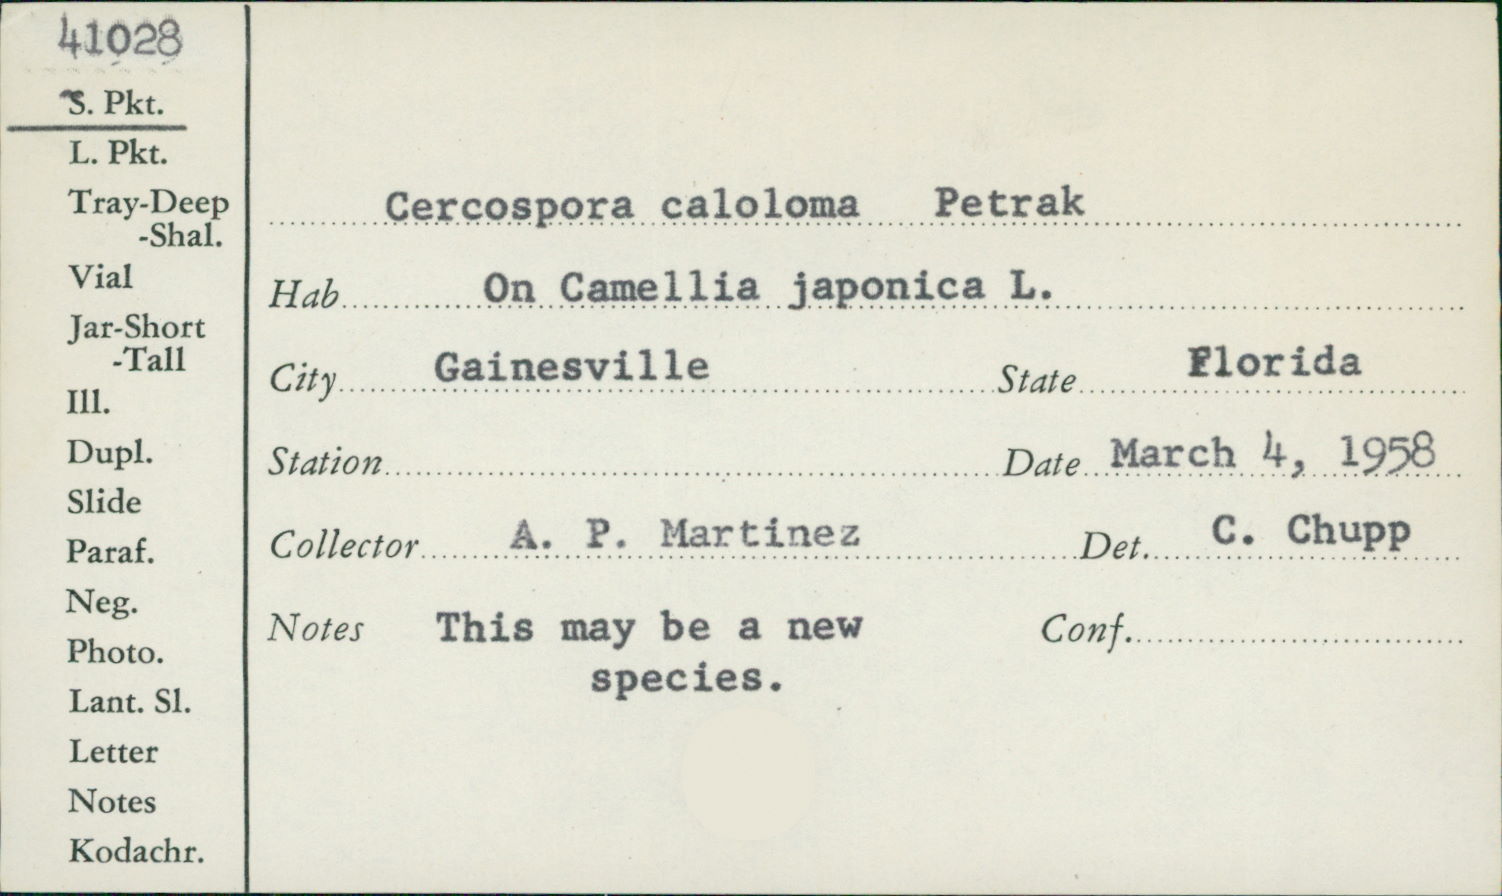 41028
S. Pkt.
L. Pkt.
Tray-Deep
-Shal.
Vial
Jar-Short
-Tall
Ill.
Dupl.
Slide
Paraf.
Neg.
Photo.
Lant. Sl.
Letter
Notes
Kodachr.
Cercospora caloloma Petrak
Hab. On Camellia japonica L.
City Gainesville State Florida
Station Date March 4, 1958
Collector A. P. Martinez Det. C. Chupp
Notes This may be a new Conf.
species.